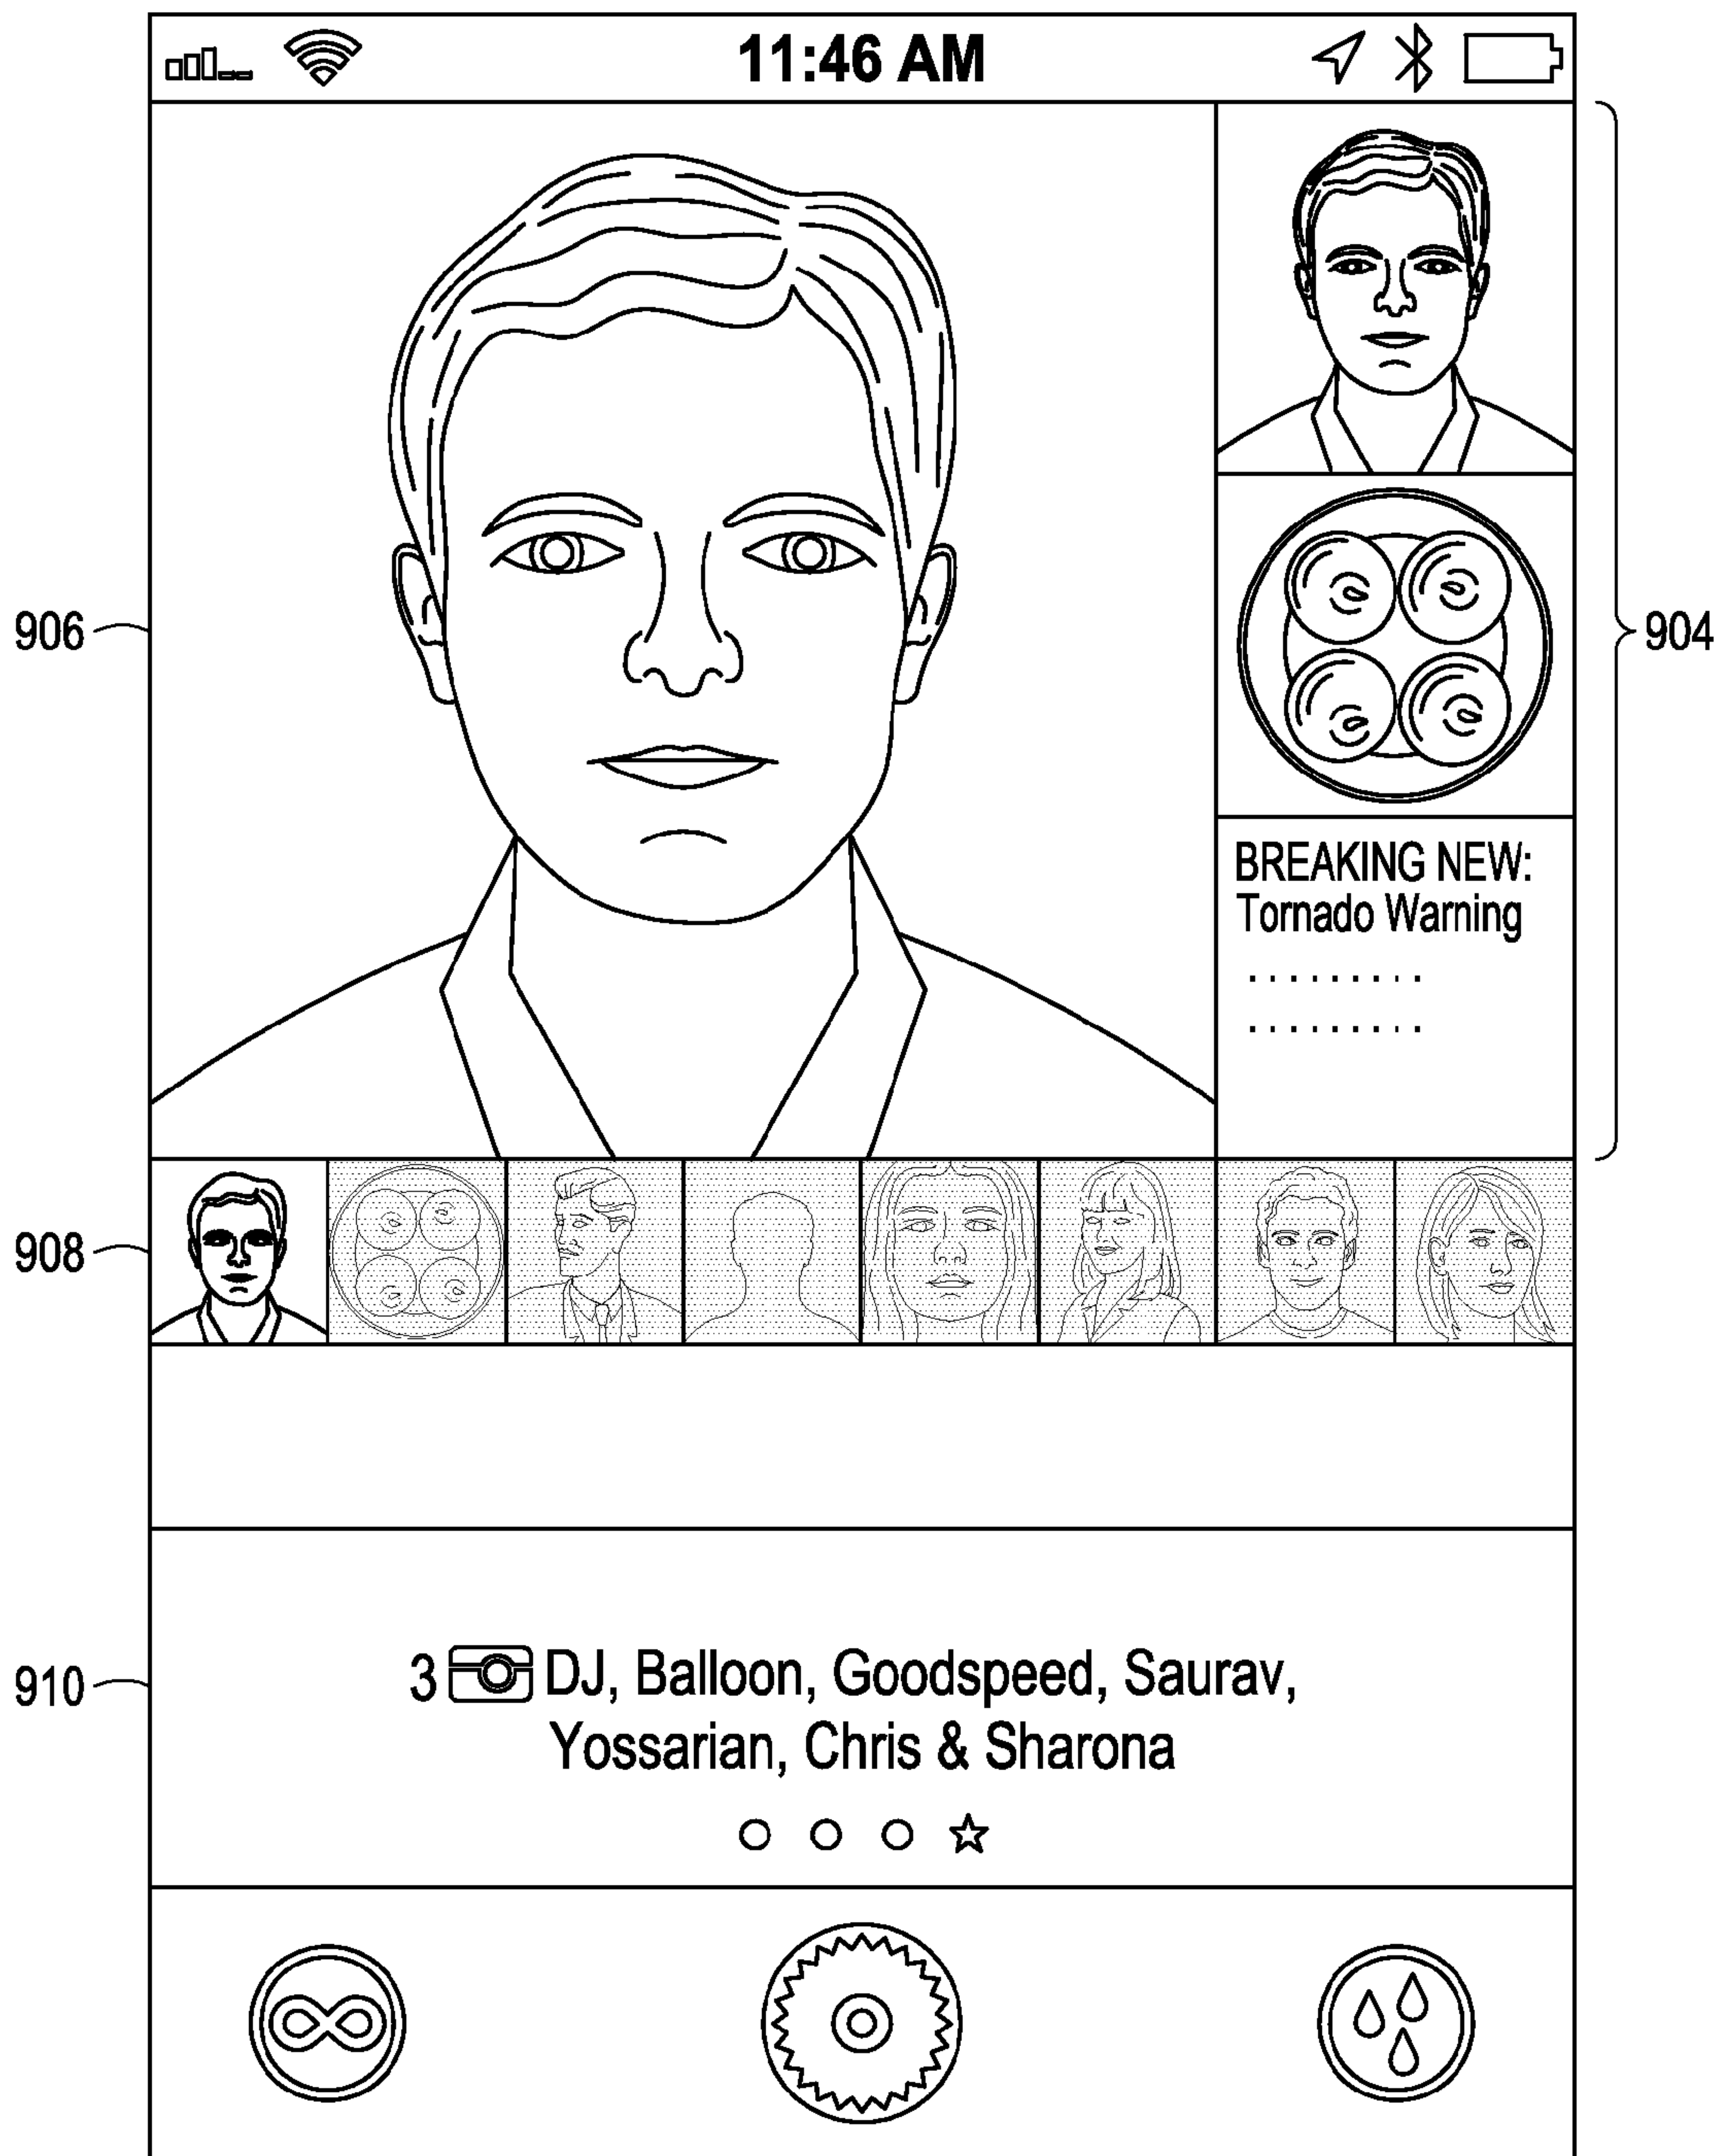 11:46 AM
906
904
BREAKING NEW:
Tornado Warning
.........
.........
908
910
3 DJ, Balloon, Goodspeed, Saurav,
Yossarian, Chris & Sharona